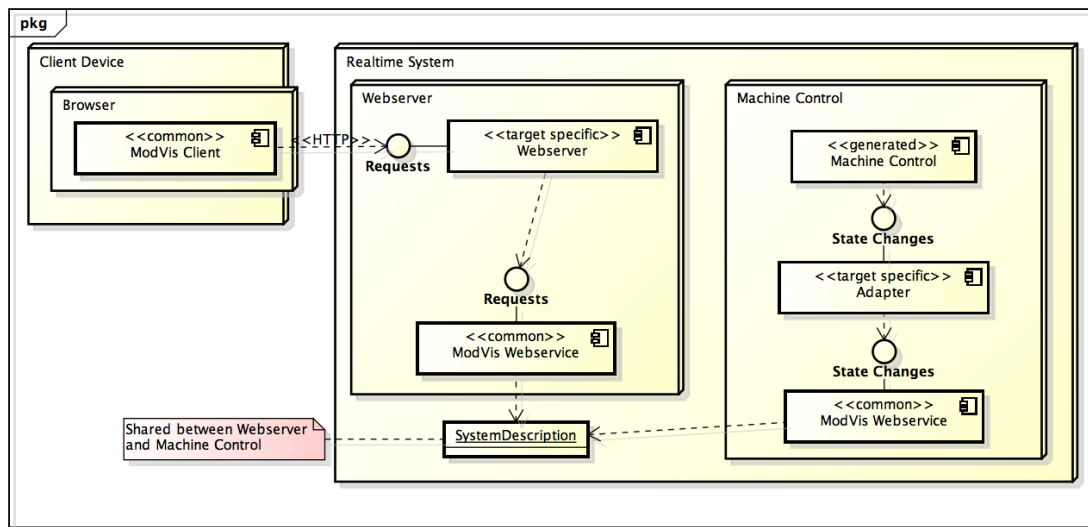 pkg
Client Device
Browser
<<common>>
ModVis Client
<<HTTP>>
Realtime System
Webserver
Requests
<<target specific>>
Webserver
Requests
<<common>>
ModVis Webservice
Machine Control
<<generated>>
Machine Control
State Changes
<<target specific>>
Adapter
State Changes
<<common>>
ModVis Webservice
SystemDescription
Shared between Webserver
and Machine Control